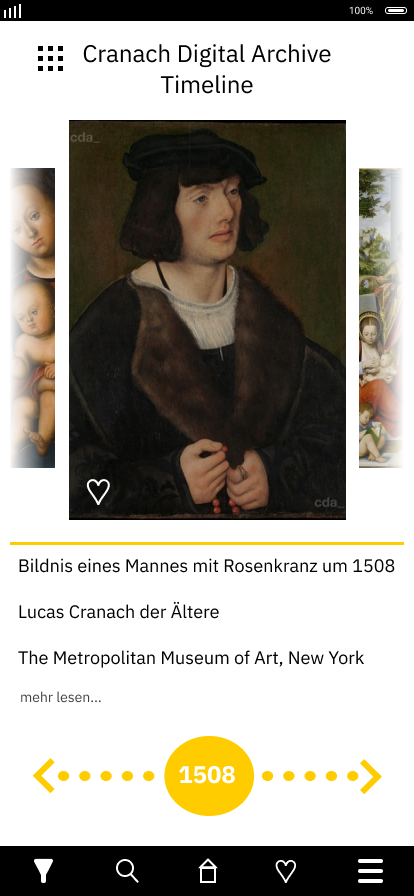 100%
Cranach Digital Archive
Timeline
cda_
cda_
Bildnis eines Mannes mit Rosenkranz um 1508
Lucas Cranach der Ältere
The Metropolitan Museum of Art, New York
mehr lesen...
1508